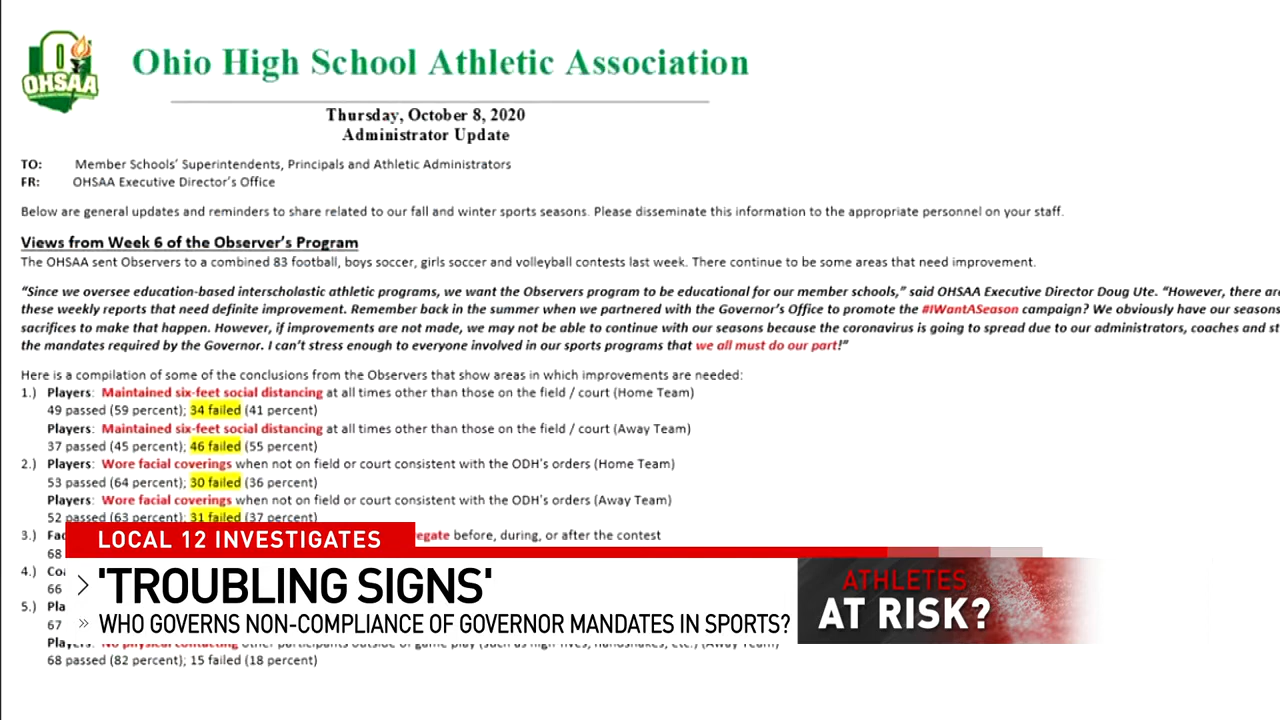 OHSAA
Ohio High School Athletic Association
Thursday, October 8, 2020
Administrator Update
TO: Member Schools' Superintendents, Principals and Athletic Administrators
FR: OHSAA Executive Director's Office
Below are general updates and reminders to share related to our fall and winter sports seasons. Please disseminate this information to the appropriate personnel on your staff.
Views from Week 6 of the Observer's Program
The OHSAA sent Observers to a combined 83 football, boys soccer, girls soccer and volleyball contests last week. There continue to be some areas that need improvement.
"Since we oversee education-based interscholastic athletic programs, we want the Observers program to be educational for our member schools," said OHSAA Executive Director Doug Ute. "However, there are
these weekly reports that need definite improvement. Remember back in the summer when we partnered with the Governor's Office to promote the #IWantASeason campaign? We obviously have our seasons
sacrifices to make that happen. However, if improvements are not made, we may not be able to continue with our seasons because the coronavirus is going to spread due to our administrators, coaches and st
the mandates required by the Governor. I can't stress enough to everyone involved in our sports programs that we all must do our part!"
Here is a compilation of some of the conclusions from the Observers that show areas in which improvements are needed:
1.) Players: Maintained six-feet social distancing at all times other than those on the field / court (Home Team)
49 passed (59 percent); 34 failed (41 percent)
Players: Maintained six-feet social distancing at all times other than those on the field / court (Away Team)
37 passed (45 percent); 46 failed (55 percent)
2.) Players: Wore facial coverings when not on field or court consistent with the ODH's orders (Home Team)
53 passed (64 percent); 30 failed (36 percent)
Players: Wore facial coverings when not on field or court consistent with the ODH's orders (Away Team)
52 passed (63 percent); 31 failed (37 percent)
3.) Fac egate before, during, or after the contest
68
4.) Co
66
5.) Pla
67
LOCAL 12 INVESTIGATES
'TROUBLING SIGNS'
WHO GOVERNS NON-COMPLIANCE OF GOVERNOR MANDATES IN SPORTS?
ATHLETES
AT RISK?
68 passed (82 percent); 15 failed (18 percent)